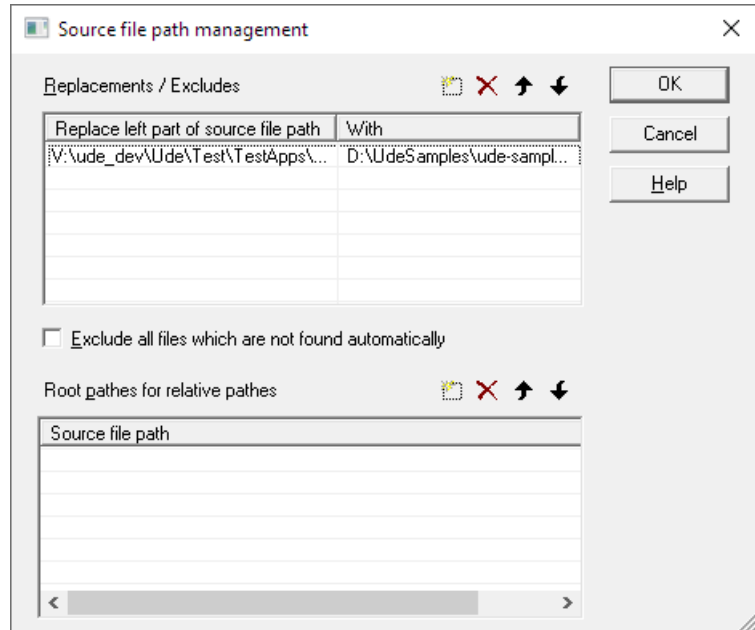 Source file path management
Replacements / Excludes
OK
Replace left part of source file path With
V:\ude_dev\Ude\Test\TestApps\... D:\UdeSamples\ude-sampl...
Cancel
Help
Exclude all files which are not found automatically
Root pathes for relative pathes
Source file path